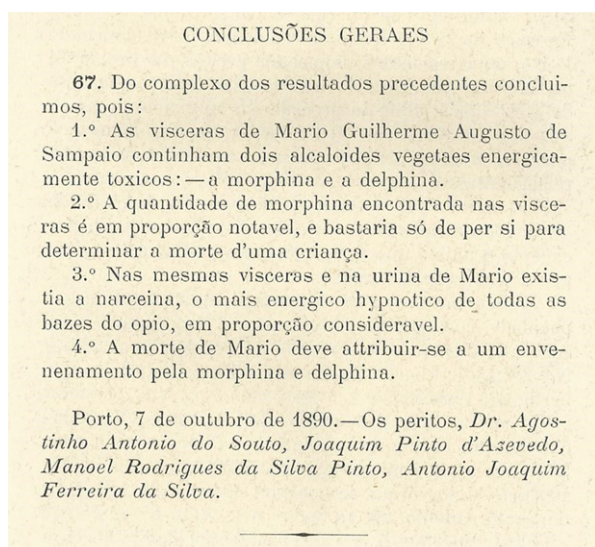 CONCLUSÕES GERAES
67. Do complexo dos resultados precedentes conclui-
mos, pois:
1.º As visceras de Mario Guilherme Augusto de
Sampaio continham dois alcaloides vegetaes energica-
mente toxicos:—a morphina e a delphina.
2.º A quantidade de morphina encontrada nas visce-
ras é em proporção notavel, e bastaria só de per si para
determinar a morte d'uma criança.
3.º Nas mesmas visceras e na urina de Mario exis-
tia a narceina, o mais energico hypnotico de todas as
bazes do opio, em proporção consideravel.
4.º A morte de Mario deve attribuir-se a um enve-
nenamento pela morphina e delphina.
Porto, 7 de outubro de 1890.—Os peritos, Dr. Agos-
tinho Antonio do Souto, Joaquim Pinto d'Azevedo,
Manoel Rodrigues da Silva Pinto, Antonio Joaquim
Ferreira da Silva.